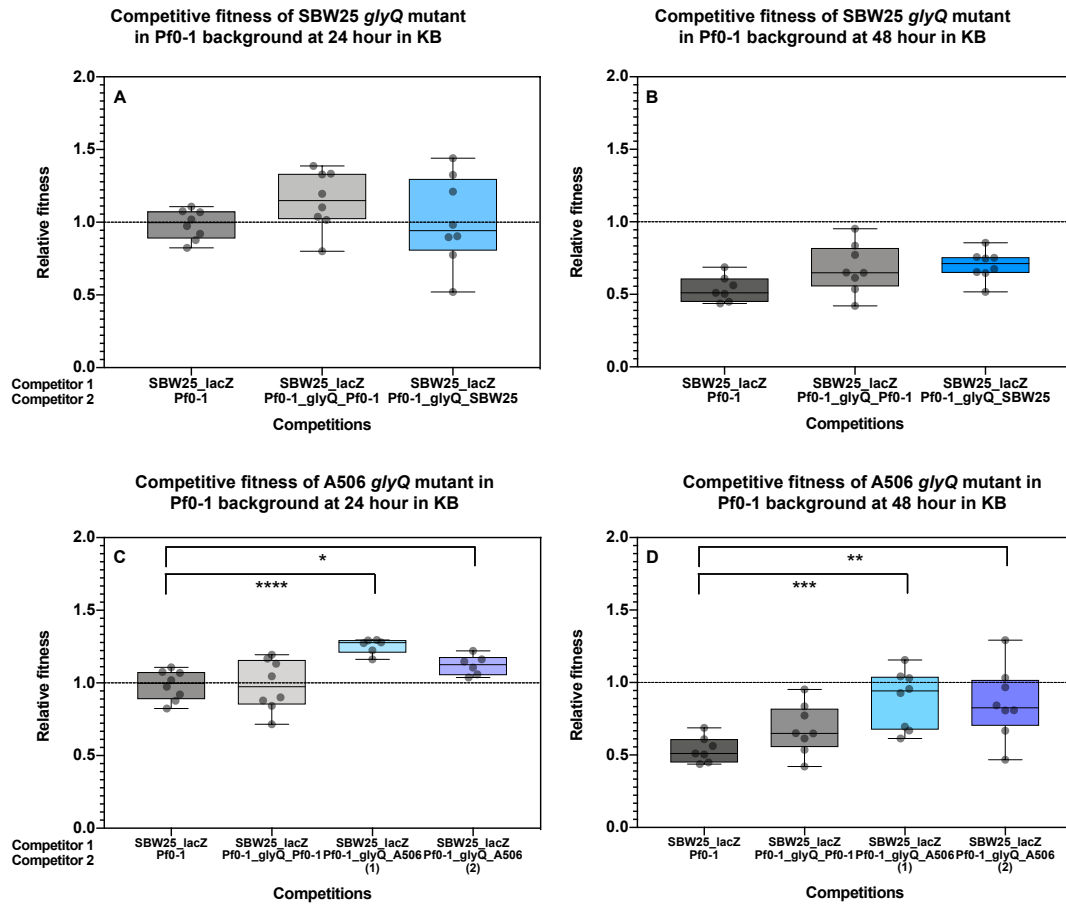 Competitive fitness of SBW25 glyQ mutant
in Pf0-1 background at 24 hour in KB
A
Relative fitness
2.0
1.5
1.0
0.5
0.0
Competitor 1
Competitor 2
SBW25_lacZ
Pf0-1
SBW25_lacZ
Pf0-1_glyQ_Pf0-1
SBW25_lacZ
Pf0-1_glyQ_SBW25
Competitions
Competitive fitness of SBW25 glyQ mutant
in Pf0-1 background at 48 hour in KB
B
Relative fitness
2.0
1.5
1.0
0.5
0.0
SBW25_lacZ
Pf0-1
SBW25_lacZ
Pf0-1_glyQ_Pf0-1
SBW25_lacZ
Pf0-1_glyQ_SBW25
Competitions
Competitive fitness of A506 glyQ mutant in
Pf0-1 background at 24 hour in KB
C
*
****
Relative fitness
2.0
1.5
1.0
0.5
0.0
Competitor 1
Competitor 2
SBW25_lacZ
Pf0-1
SBW25_lacZ
Pf0-1_glyQ_Pf0-1
SBW25_lacZ
Pf0-1_glyQ_A506
(1)
SBW25_lacZ
Pf0-1_glyQ_A506
(2)
Competitions
Competitive fitness of A506 glyQ mutant in
Pf0-1 background at 48 hour in KB
D
**
***
Relative fitness
2.0
1.5
1.0
0.5
0.0
SBW25_lacZ
Pf0-1
SBW25_lacZ
Pf0-1_glyQ_Pf0-1
SBW25_lacZ
Pf0-1_glyQ_A506
(1)
SBW25_lacZ
Pf0-1_glyQ_A506
(2)
Competitions